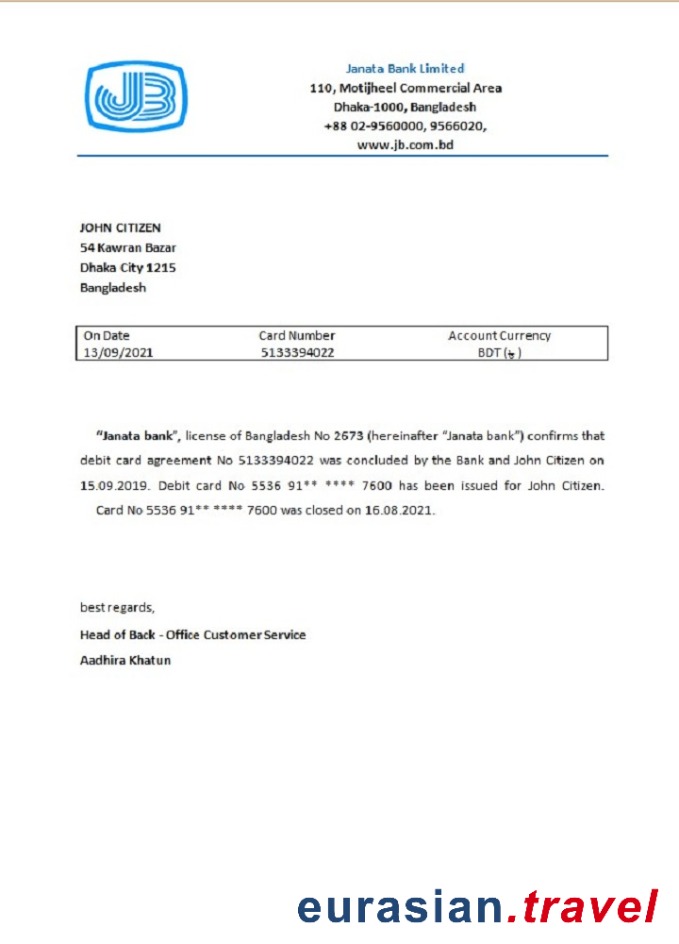 JB
Janata Bank Limited
110, Motijheel Commercial Area
Dhaka-1000, Bangladesh
+88 02-9560000, 9566020,
www.jb.com.bd
JOHN CITIZEN
54 Kawran Bazar
Dhaka City 1215
Bangladesh
On Date Card Number Account Currency
13/09/2021 5133394022 BDT (৳)
"Janata bank", license of Bangladesh No 2673 (hereinafter "Janata bank") confirms that
debit card agreement No 5133394022 was concluded by the Bank and John Citizen on
15.09.2019. Debit card No 5536 91** **** 7600 has been issued for John Citizen.
Card No 5536 91** **** 7600 was closed on 16.08.2021.
best regards,
Head of Back - Office Customer Service
Aadhira Khatun
eurasian.travel